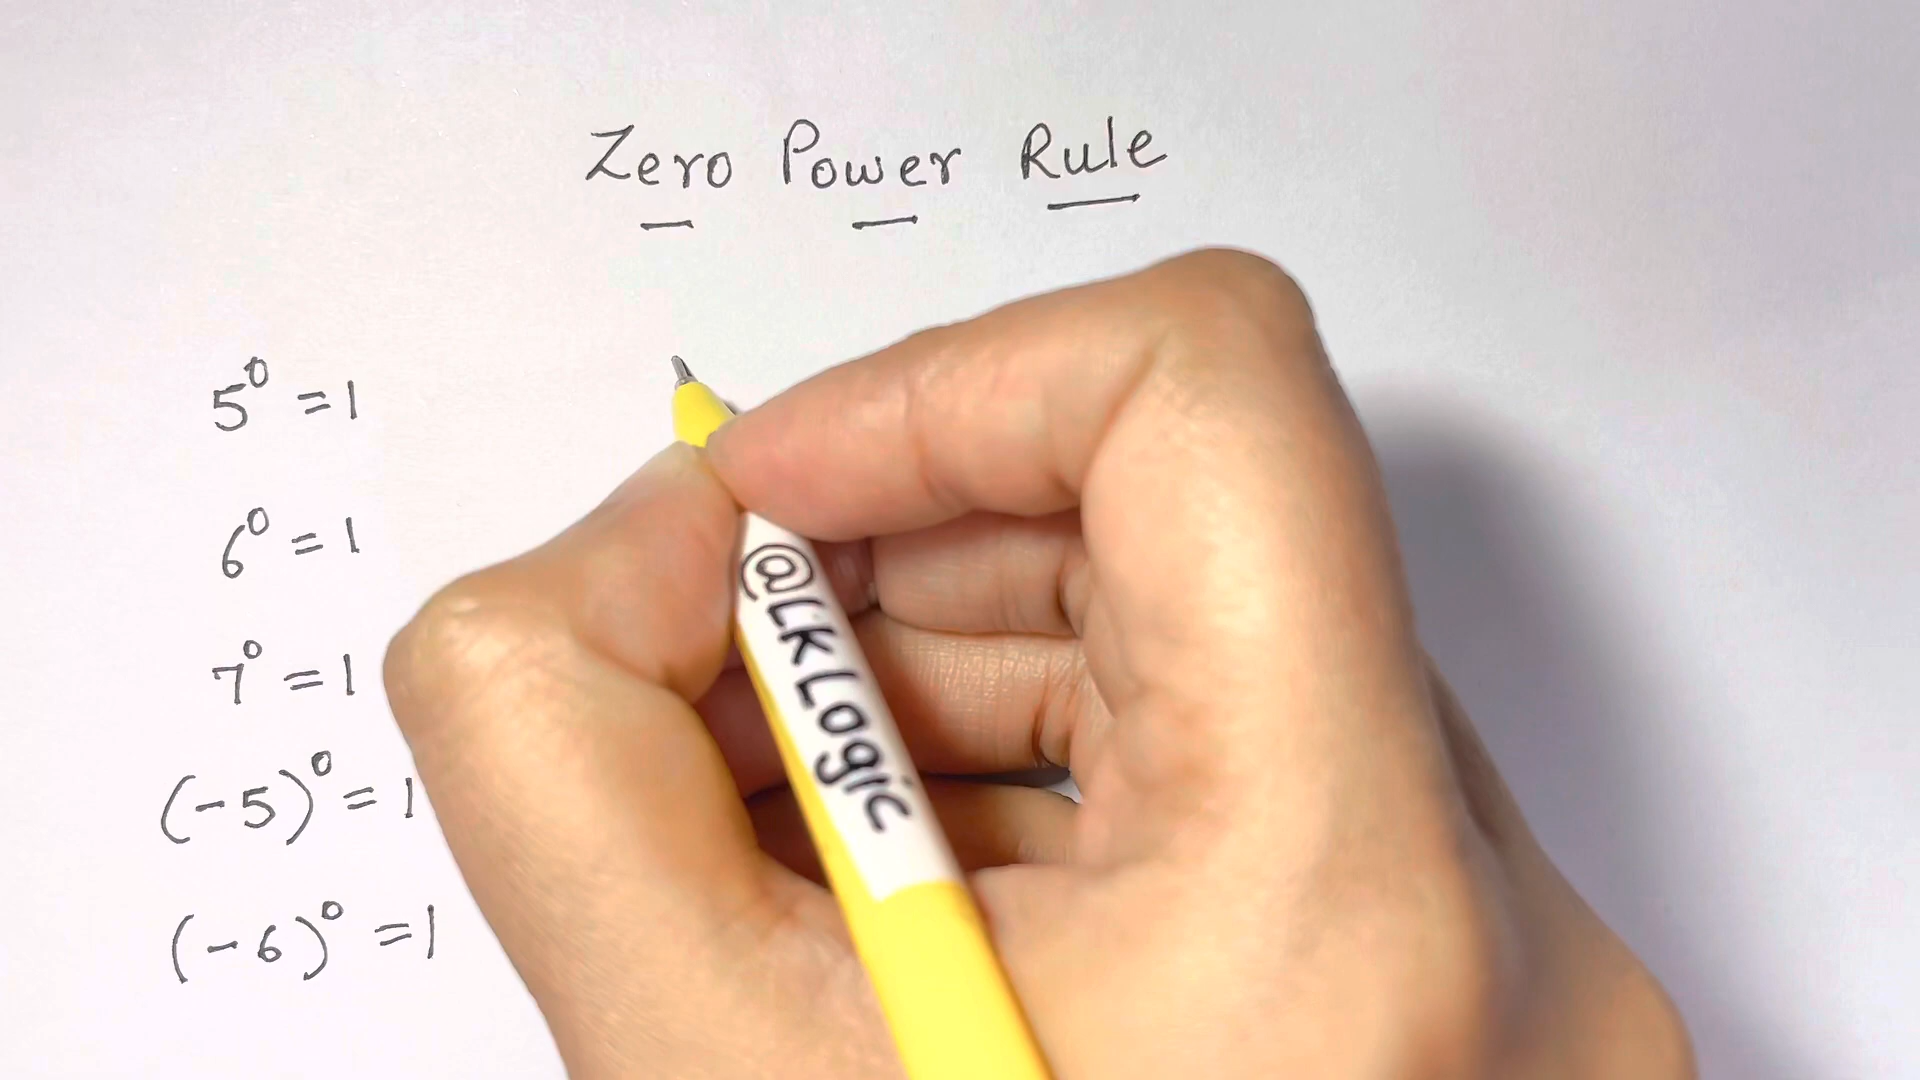 Zero Power Rule
5⁰ = 1
6⁰ = 1
7⁰ = 1
(-5)⁰ = 1
(-6)⁰ = 1
@LKLogic